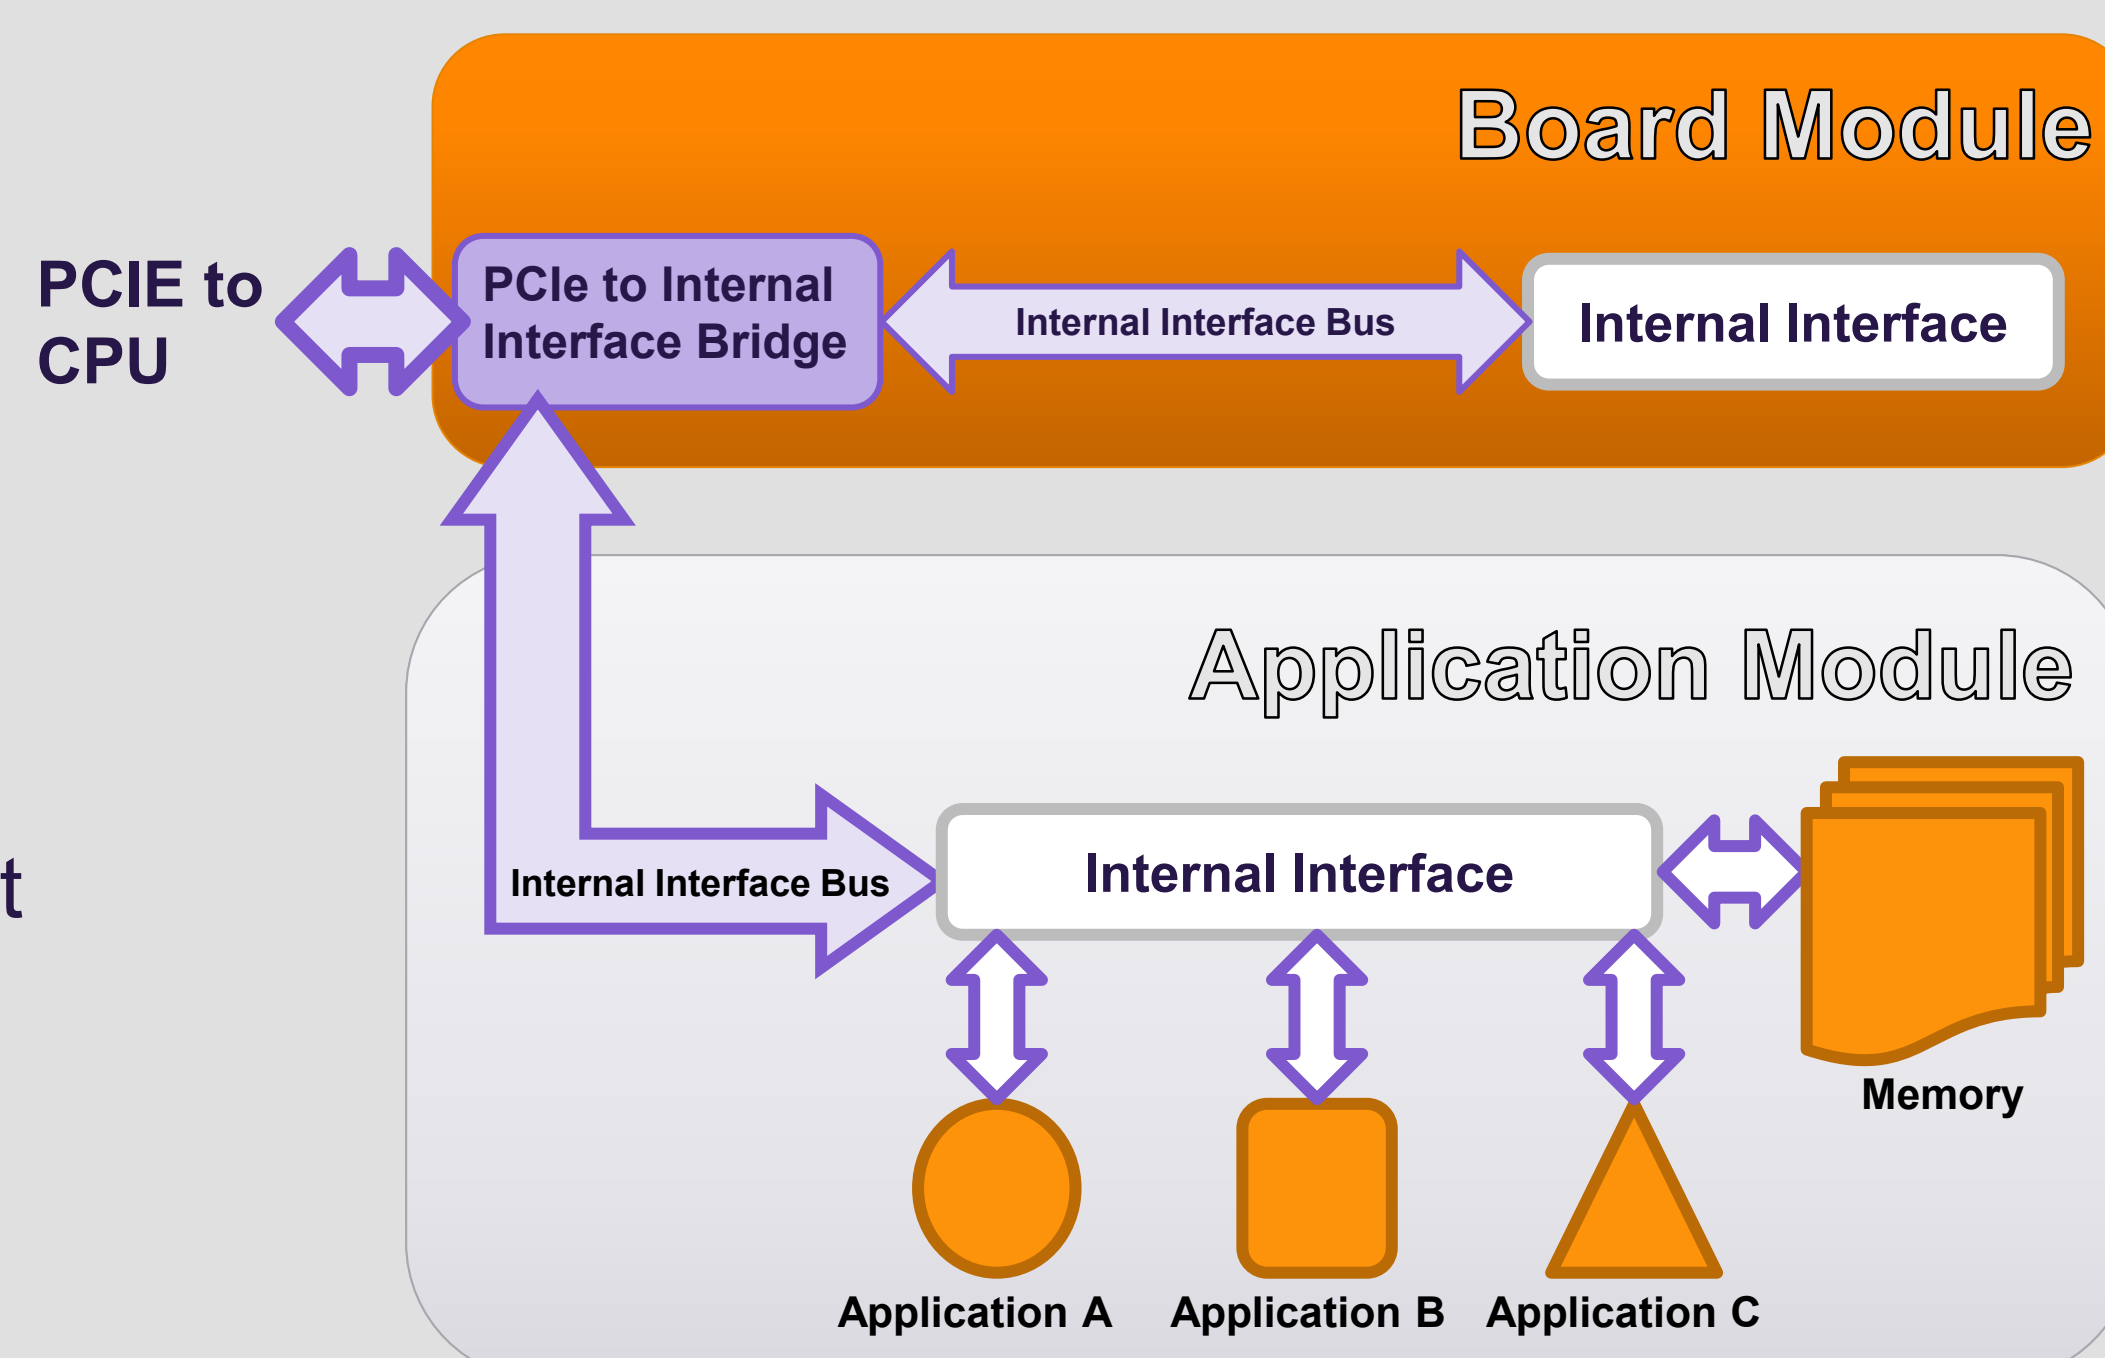 Board Module
PCIE to
CPU
PCIe to Internal
Interface Bridge
Internal Interface Bus
Internal Interface
Application Module
t
Internal Interface Bus
Internal Interface
Memory
Application A
Application B
Application C